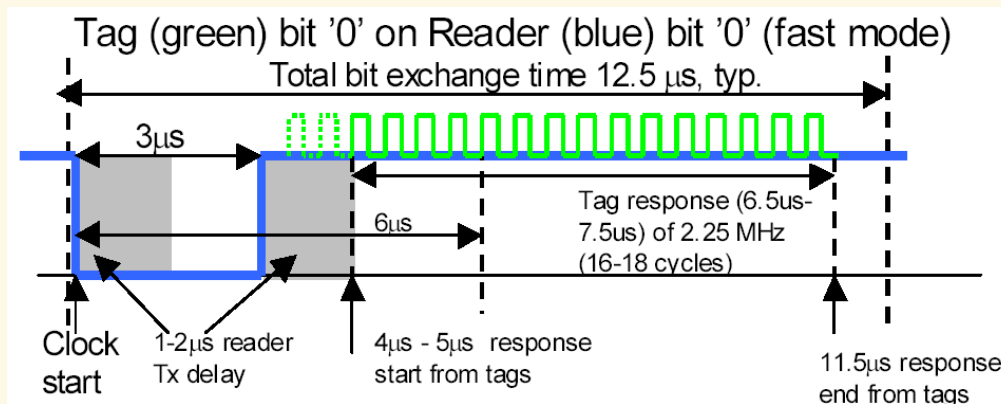 Tag (green) bit '0' on Reader (blue) bit '0' (fast mode)
Total bit exchange time 12.5 μs, typ.
3μs
6μs
Tag response (6.5us-
7.5us) of 2.25 MHz
(16-18 cycles)
Clock
start
1-2μs reader
Tx delay
4μs - 5μs response
start from tags
11.5μs response
end from tags